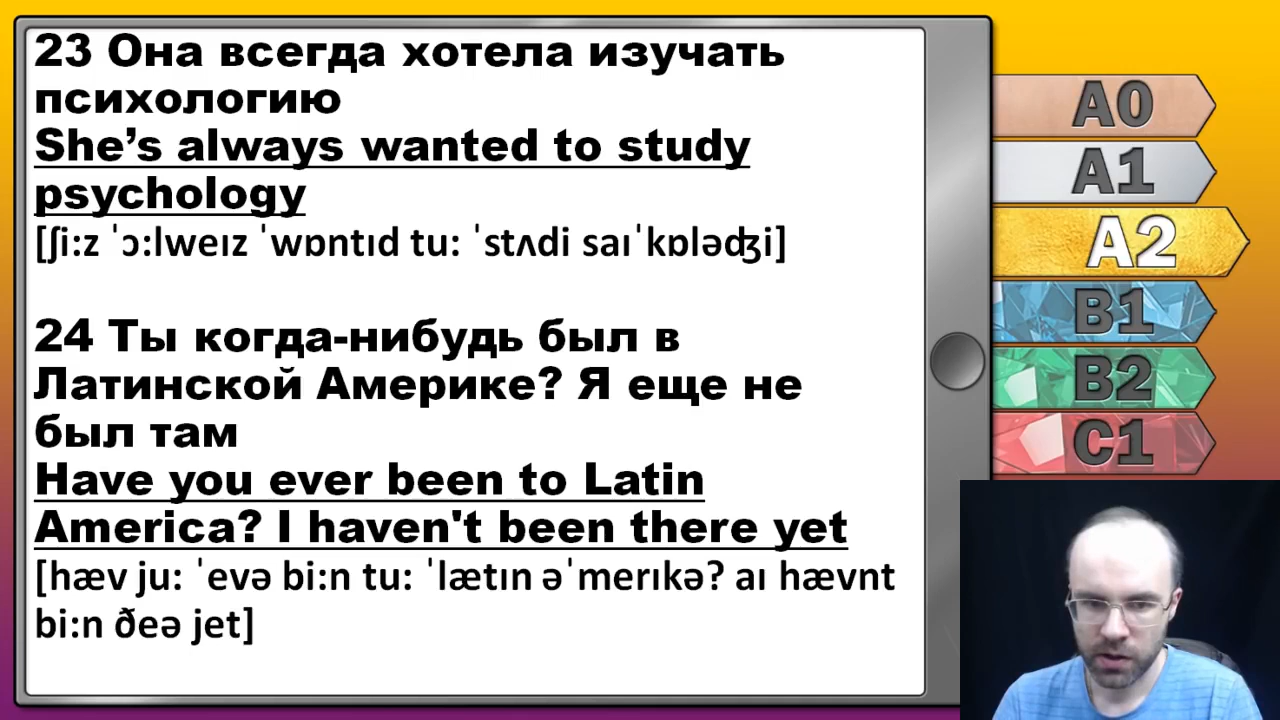 23 Она всегда хотела изучать
психологию
She’s always wanted to study
psychology
[ʃi:z ˈɔ:lweɪz ˈwɒntɪd tu: ˈstʌdi saɪˈkɒləʤi]
24 Ты когда-нибудь был в
Латинской Америке? Я еще не
был там
Have you ever been to Latin
America? I haven't been there yet
[hæv ju: ˈevə bi:n tu: ˈlætɪn əˈmerɪkə? aɪ hævnt
bi:n ðeə jet]
A0
A1
A2
B1
B2
C1